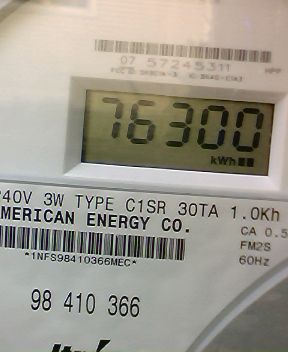 07 57245311
76300
kWh
240V 3W TYPE C1SR 30TA 1.0Kh
AMERICAN ENERGY CO.
CA 0.5
FM2S
*1NFS98410366MEC*
60Hz
98 410 366